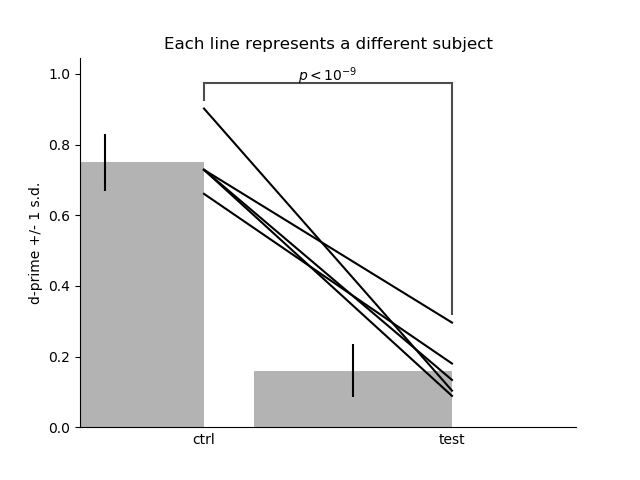 Each line represents a different subject
p < 10⁻⁹
1.0
0.8
0.6
0.4
0.2
0.0
d-prime +/- 1 s.d.
ctrl test